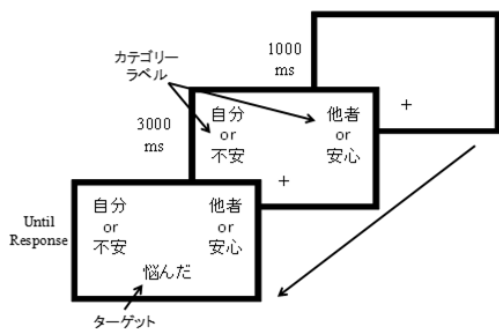 1000
ms
+
カテゴリー
ラベル
3000
ms
自分
or
不安
他者
or
安心
+
Until
Response
自分
or
不安
他者
or
安心
悩んだ
ターゲット